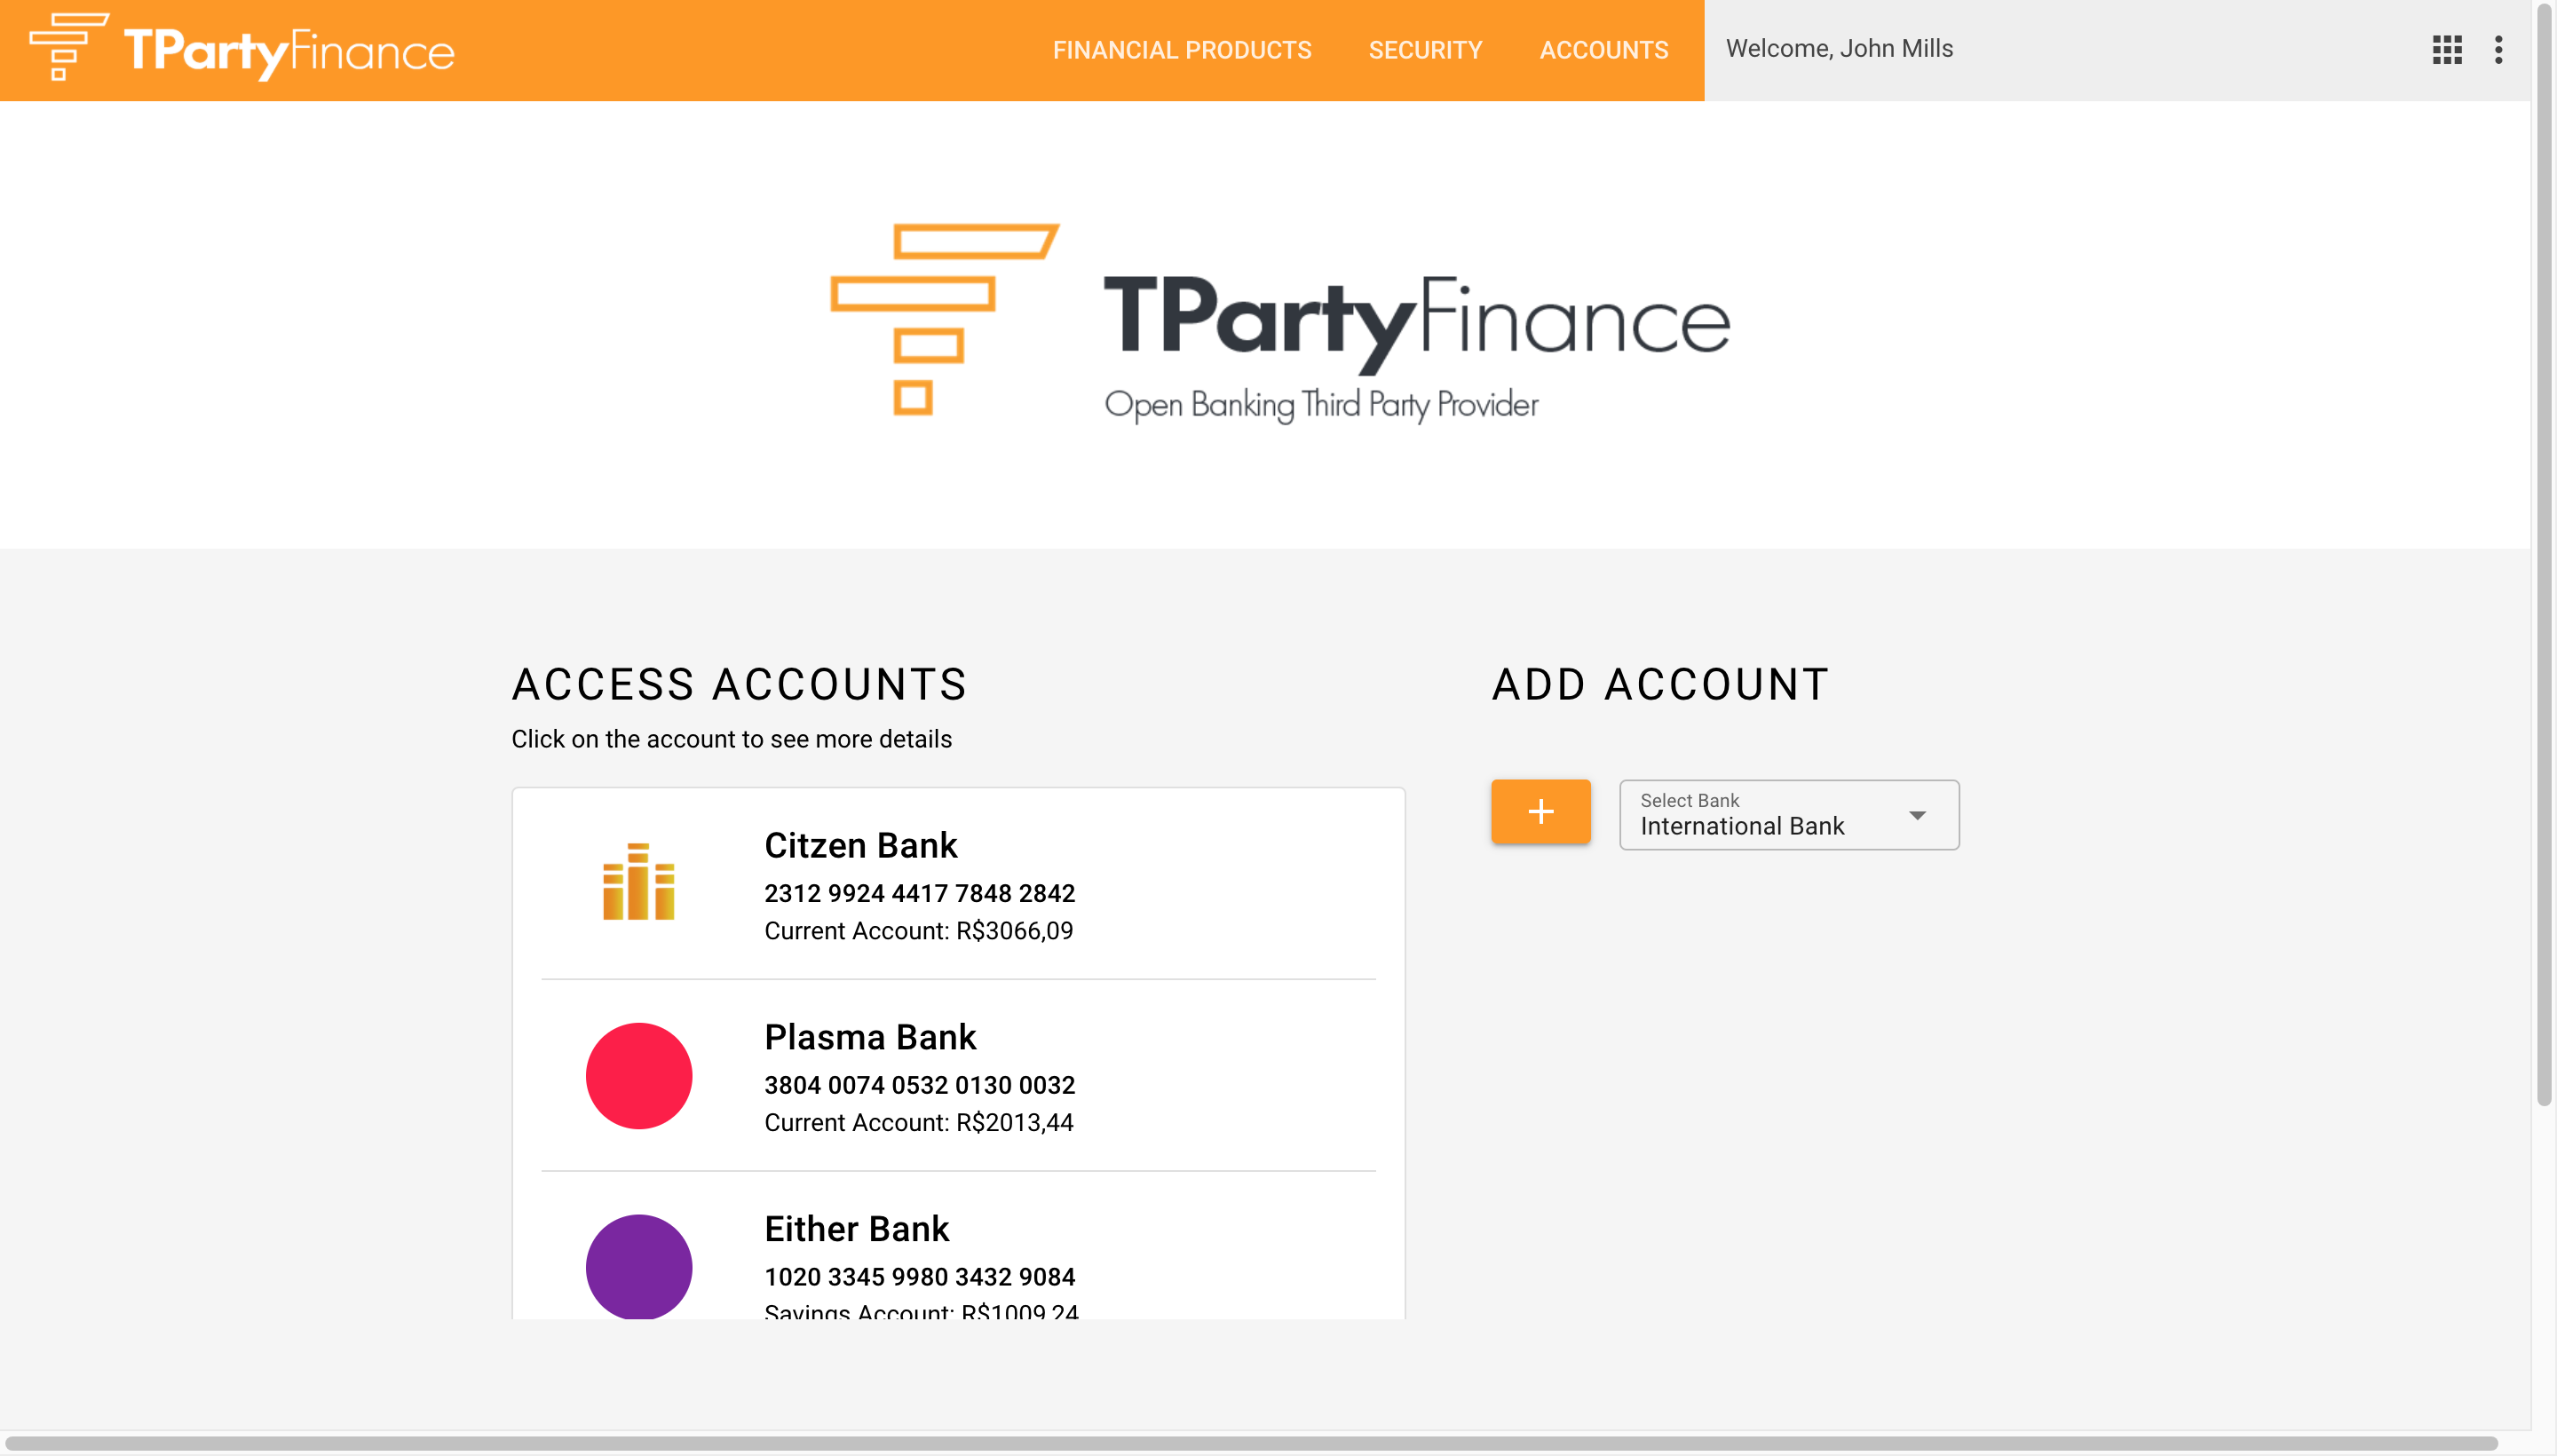 TPartyFinance
FINANCIAL PRODUCTS
SECURITY
ACCOUNTS
Welcome, John Mills
TPartyFinance
Open Banking Third Party Provider
ACCESS ACCOUNTS
Click on the account to see more details
Citzen Bank
2312 9924 4417 7848 2842
Current Account: R$3066,09
Plasma Bank
3804 0074 0532 0130 0032
Current Account: R$2013,44
Either Bank
1020 3345 9980 3432 9084
Savings Account: R$1009,24
ADD ACCOUNT
+
Select Bank
International Bank